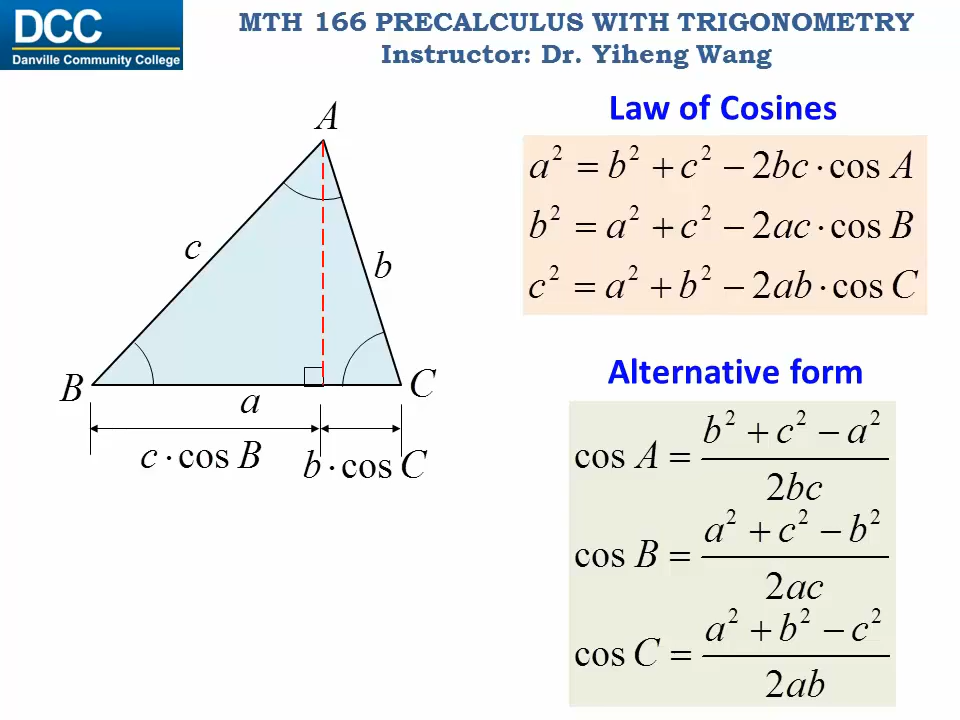 DCC
Danville Community College
MTH 166 PRECALCULUS WITH TRIGONOMETRY
Instructor: Dr. Yiheng Wang
A
c
b
B
a
C
c · cos B
b · cos C
Law of Cosines
a² = b² + c² − 2bc · cos A
b² = a² + c² − 2ac · cos B
c² = a² + b² − 2ab · cos C
Alternative form
cos A = (b² + c² − a²) / 2bc
cos B = (a² + c² − b²) / 2ac
cos C = (a² + b² − c²) / 2ab